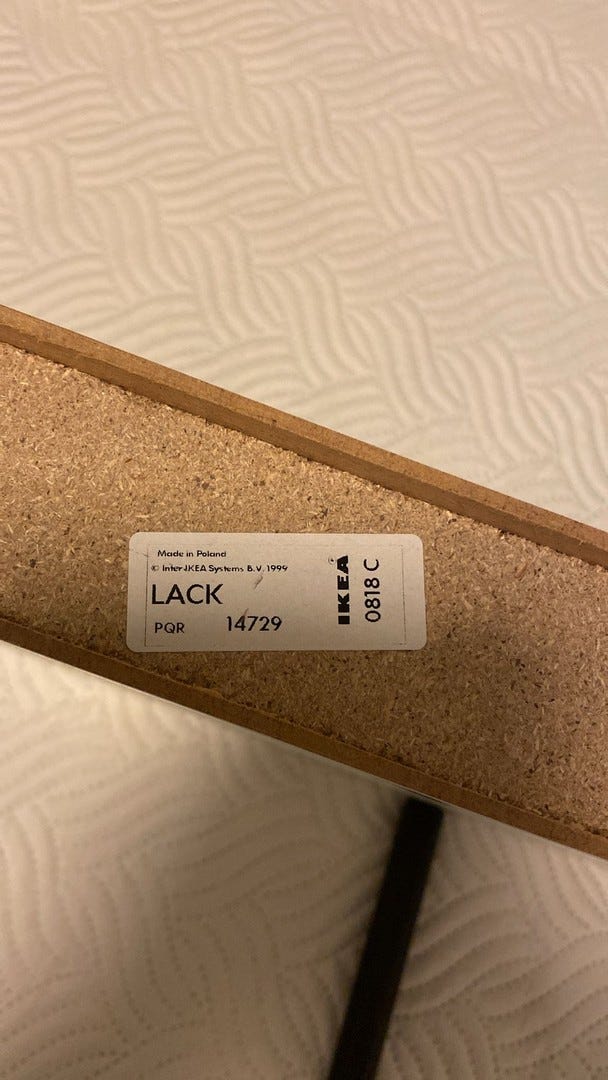 Made in Poland
© Inter-IKEA Systems B.V. 1999
LACK
PQR 14729
IKEA®
0818 C